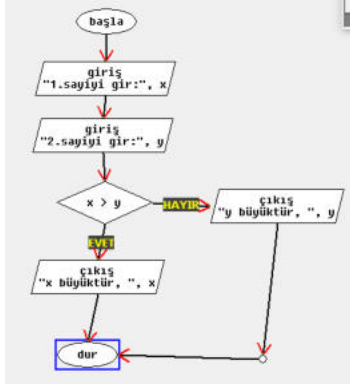 başla
giriş
"1.sayiyi gir:", x
giriş
"2.sayiyi gir:", y
x > y
HAYIR
çıkış
"y büyüktür, ", y
EVET
çıkış
"x büyüktür, ", x
dur